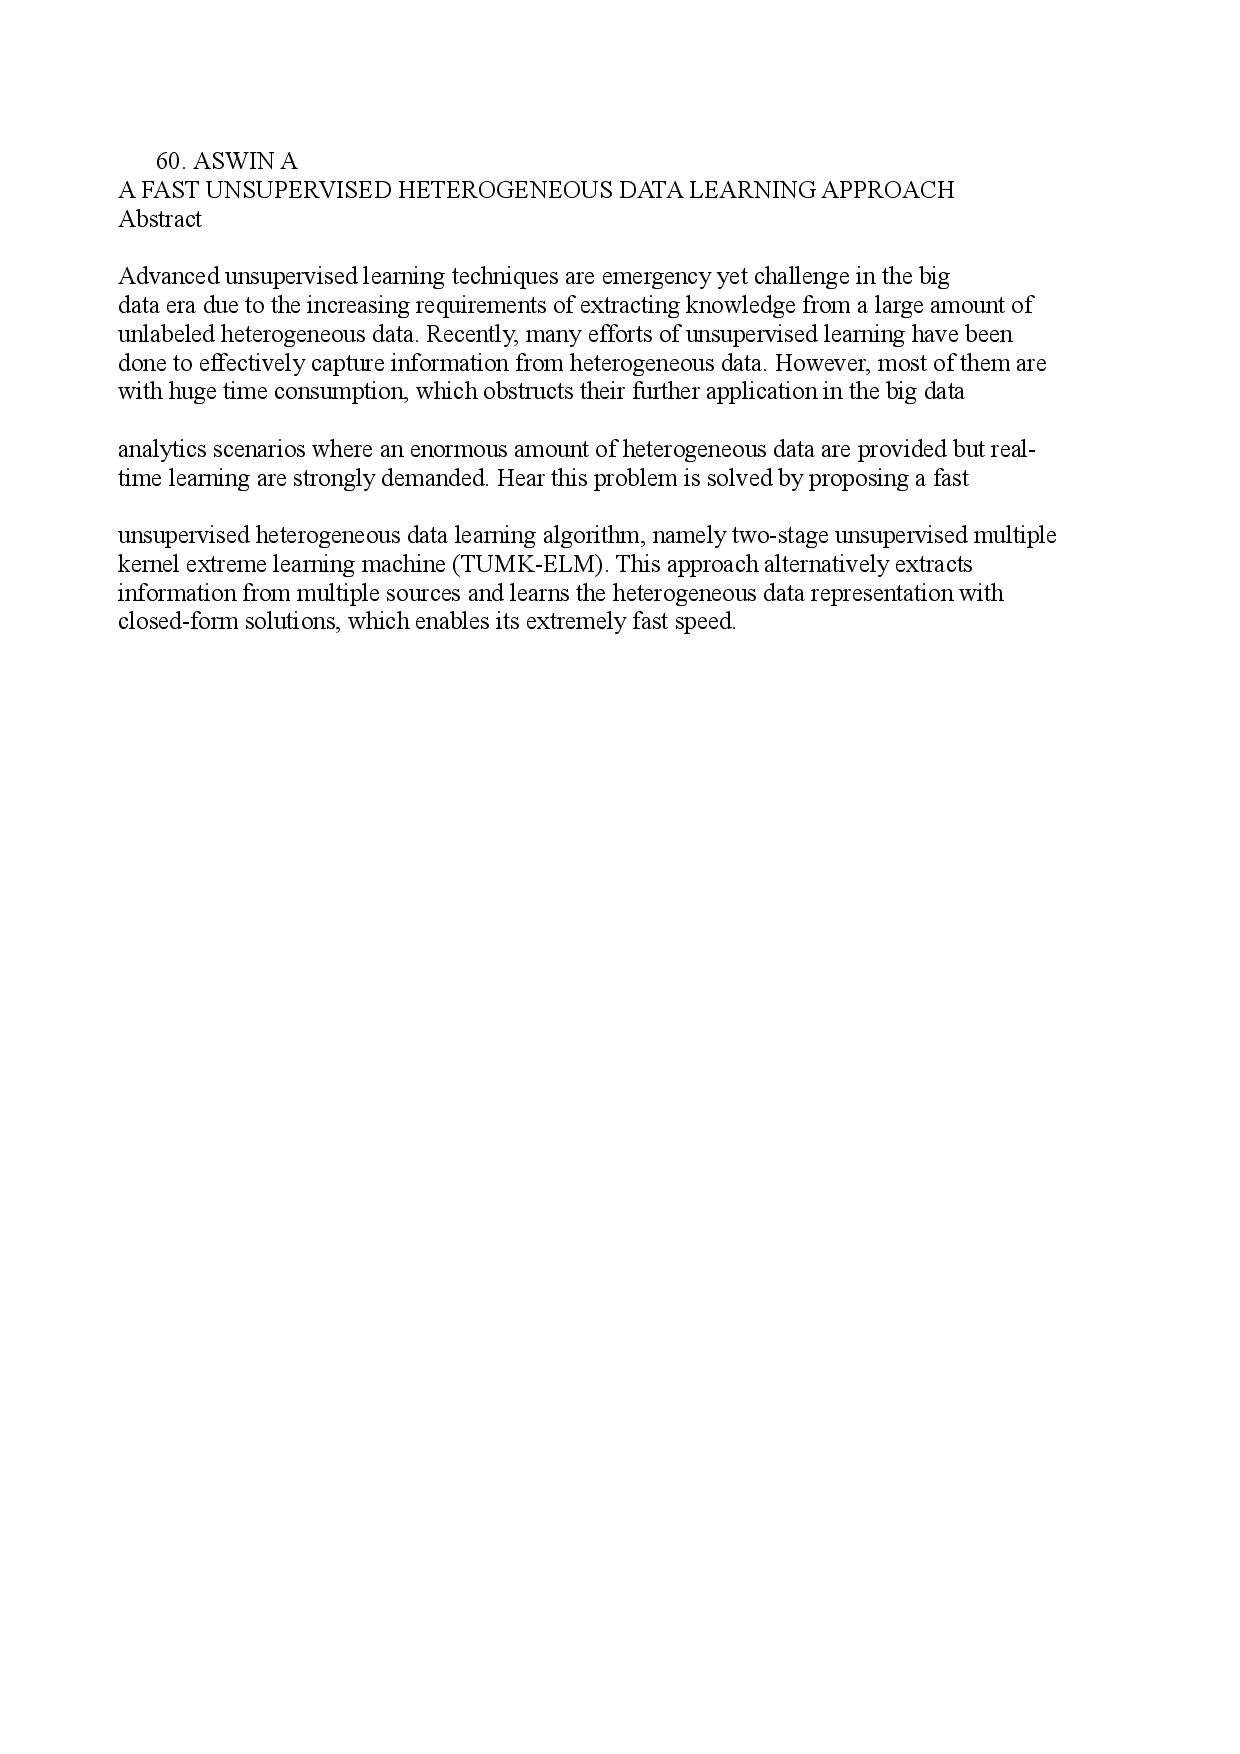 60. ASWIN A
A FAST UNSUPERVISED HETEROGENEOUS DATA LEARNING APPROACH
Abstract
Advanced unsupervised learning techniques are emergency yet challenge in the big
data era due to the increasing requirements of extracting knowledge from a large amount of
unlabeled heterogeneous data. Recently, many efforts of unsupervised learning have been
done to effectively capture information from heterogeneous data. However, most of them are
with huge time consumption, which obstructs their further application in the big data
analytics scenarios where an enormous amount of heterogeneous data are provided but real-
time learning are strongly demanded. Hear this problem is solved by proposing a fast
unsupervised heterogeneous data learning algorithm, namely two-stage unsupervised multiple
kernel extreme learning machine (TUMK-ELM). This approach alternatively extracts
information from multiple sources and learns the heterogeneous data representation with
closed-form solutions, which enables its extremely fast speed.